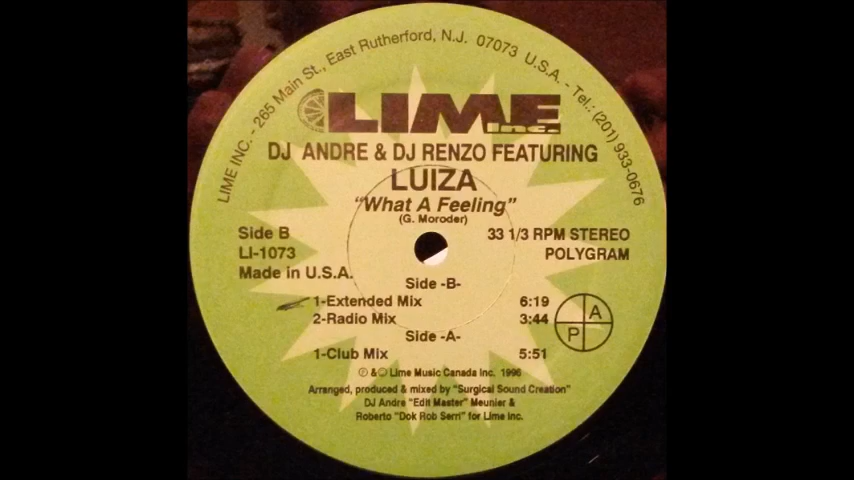 LIME INC. - 265 Main St., East Rutherford, N.J. 07073 U.S.A. - Tel.: (201) 933-0676
LIME inc.
DJ ANDRE & DJ RENZO FEATURING
LUIZA
"What A Feeling"
(G. Moroder)
Side B
LI-1073
Made in U.S.A.
33 1/3 RPM STEREO
POLYGRAM
Side -B-
1-Extended Mix 6:19
2-Radio Mix 3:44
Side -A-
1-Club Mix 5:51
P A
℗ & © Lime Music Canada Inc. 1996
Arranged, produced & mixed by "Surgical Sound Creation"
DJ Andre "Edit Master" Meunier &
Roberto "Dok Rob Serri" for Lime Inc.